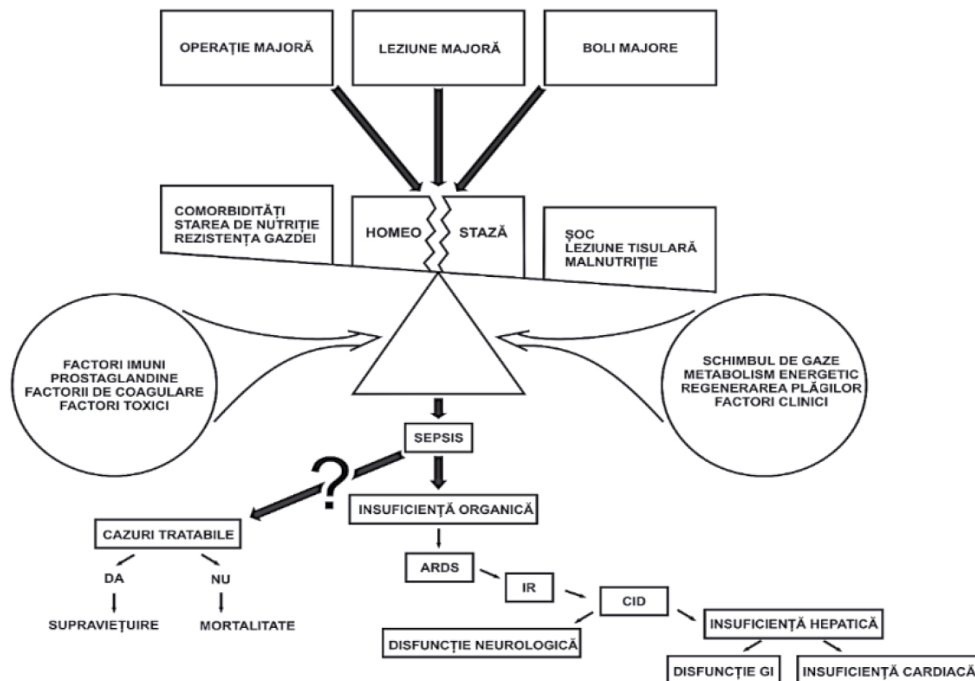 OPERAȚIE MAJORĂ
LEZIUNE MAJORĂ
BOLI MAJORE
COMORBIDITĂȚI
STAREA DE NUTRIȚIE
REZISTENȚA GAZDEI
HOMEO
STAZĂ
ȘOC
LEZIUNE TISULARĂ
MALNUTRIȚIE
FACTORI IMUNI
PROSTAGLANDINE
FACTORII DE COAGULARE
FACTORI TOXICI
SCHIMBUL DE GAZE
METABOLISM ENERGETIC
REGENERAREA PLĂGILOR
FACTORI CLINICI
SEPSIS
?
INSUFICIENȚĂ ORGANICĂ
CAZURI TRATABILE
ARDS
DA
NU
IR
CID
SUPRAVIEȚUIRE
MORTALITATE
INSUFICIENȚĂ HEPATICĂ
DISFUNCȚIE NEUROLOGICĂ
DISFUNCȚIE GI
INSUFICIENȚĂ CARDIACĂ